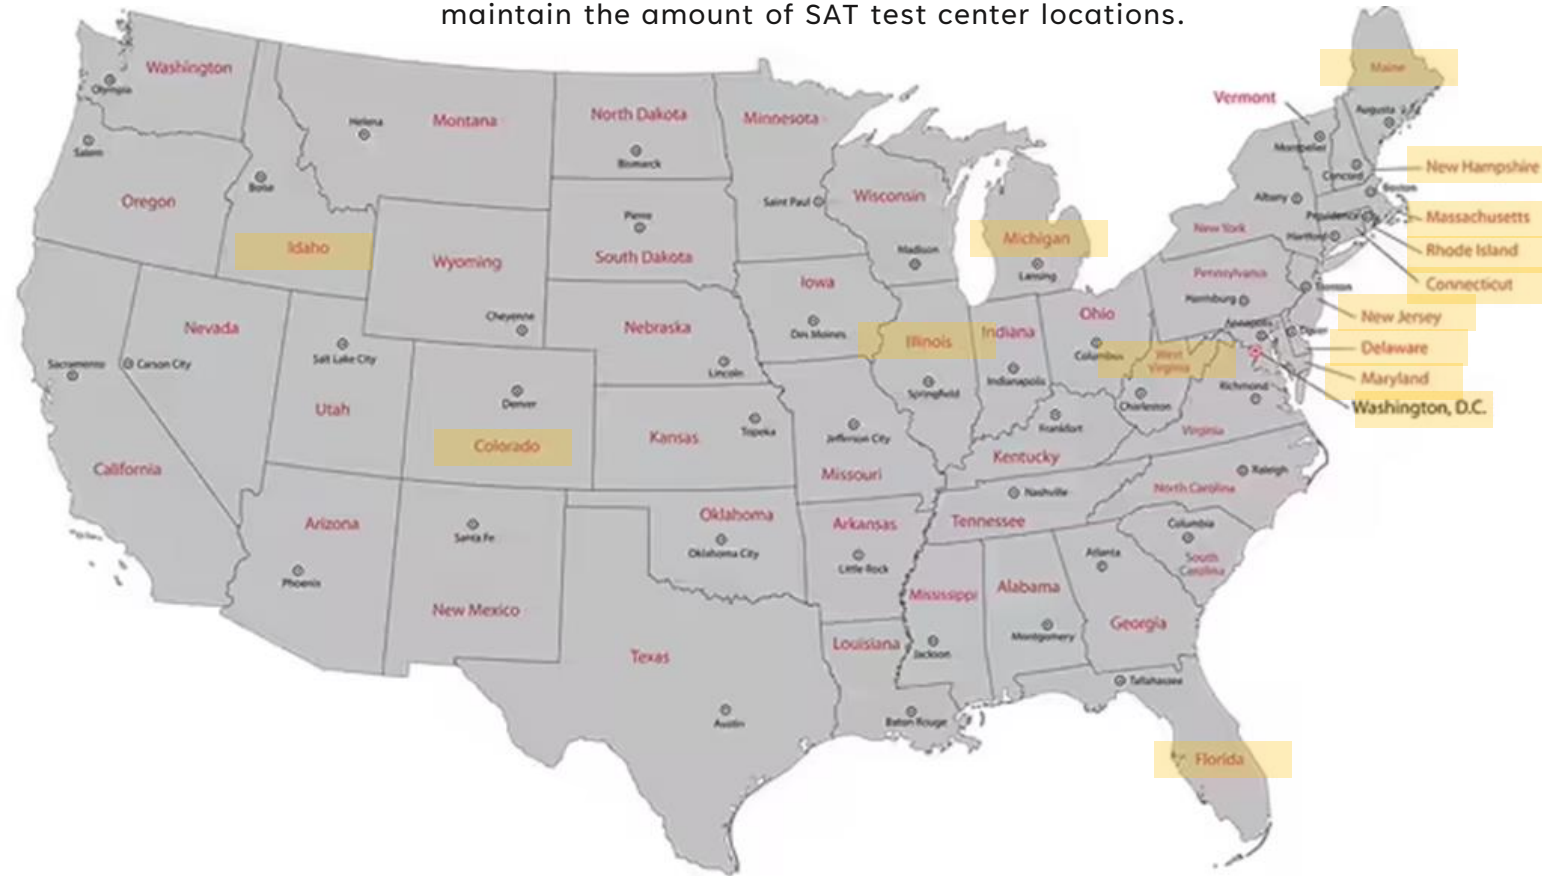 maintain the amount of SAT test center locations.
Maine
Washington
Olympia
Vermont
Helena
Montana
North Dakota
Minnesota
Augusta
Salem
Bismarck
Montpelier
Concord
New Hampshire
Boise
Oregon
Saint Paul
Wisconsin
Albany
Boston
Pierre
Providence
Massachusetts
New York
Hartford
Idaho
Michigan
Rhode Island
Wyoming
South Dakota
Madison
Lansing
Pennsylvania
Connecticut
Iowa
Harrisburg
Trenton
Cheyenne
Nevada
Nebraska
Des Moines
Ohio
New Jersey
Annapolis
Dover
Illinois
Indiana
Columbus
Delaware
Salt Lake City
Sacramento
Carson City
Lincoln
West
Virginia
Indianapolis
Maryland
Springfield
Richmond
Denver
Charleston
Washington, D.C.
Utah
Topeka
Frankfort
Kansas
Jefferson City
Virginia
Colorado
Kentucky
California
Missouri
Raleigh
Nashville
North Carolina
Arizona
Santa Fe
Oklahoma
Arkansas
Tennessee
Columbia
Oklahoma City
Little Rock
Atlanta
South
Carolina
Phoenix
New Mexico
Mississippi
Alabama
Georgia
Montgomery
Texas
Louisiana
Jackson
Tallahassee
Austin
Baton Rouge
Florida